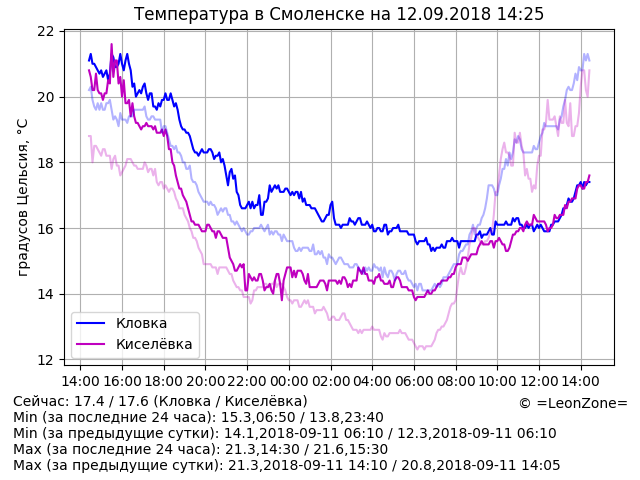 Температура в Смоленске на 12.09.2018 14:25
22
20
18
16
14
12
градусов Цельсия, °C
Кловка
Киселёвка
14:00 16:00 18:00 20:00 22:00 00:00 02:00 04:00 06:00 08:00 10:00 12:00 14:00
Сейчас: 17.4 / 17.6 (Кловка / Киселёвка)
© =LeonZone=
Min (за последние 24 часа): 15.3,06:50 / 13.8,23:40
Min (за предыдущие сутки): 14.1,2018-09-11 06:10 / 12.3,2018-09-11 06:10
Max (за последние 24 часа): 21.3,14:30 / 21.6,15:30
Max (за предыдущие сутки): 21.3,2018-09-11 14:10 / 20.8,2018-09-11 14:05